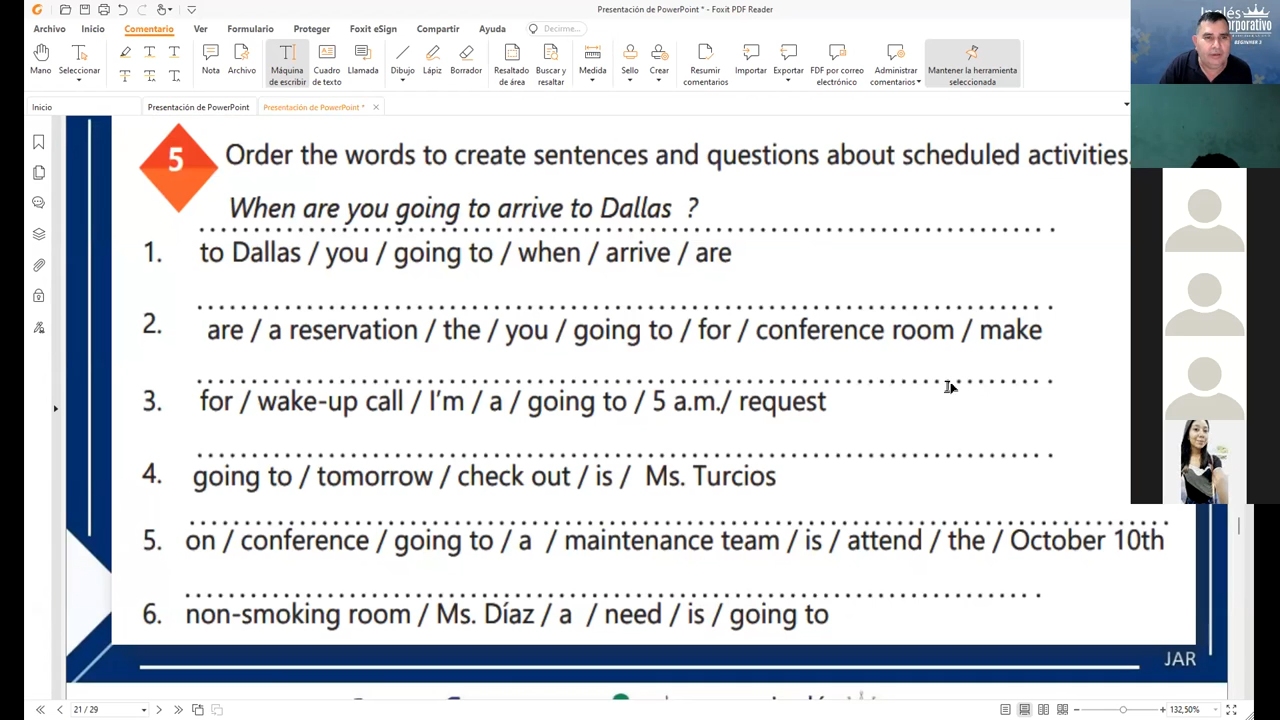 Presentación de PowerPoint * - Foxit PDF Reader
Archivo Inicio Comentario Ver Formulario Proteger Foxit eSign Compartir Ayuda Decirme...
Mano Seleccionar Nota Archivo Máquina de escribir Cuadro de texto Llamada Dibujo Lápiz Borrador Resaltado de área Buscar y resaltar Medida Sello Crear Resumir comentarios Importar Exportar PDF por correo electrónico Administrar comentarios Mantener la herramienta seleccionada
Inicio Presentación de PowerPoint Presentación de PowerPoint *
Inglés
Corporativo
BEGINNER 2
5 Order the words to create sentences and questions about scheduled activities.
When are you going to arrive to Dallas ?
1. to Dallas / you / going to / when / arrive / are
2. are / a reservation / the / you / going to / for / conference room / make
3. for / wake-up call / I'm / a / going to / 5 a.m./ request
4. going to / tomorrow / check out / is / Ms. Turcios
5. on / conference / going to / a / maintenance team / is / attend / the / October 10th
6. non-smoking room / Ms. Díaz / a / need / is / going to
JAR
21 / 29
132,50%